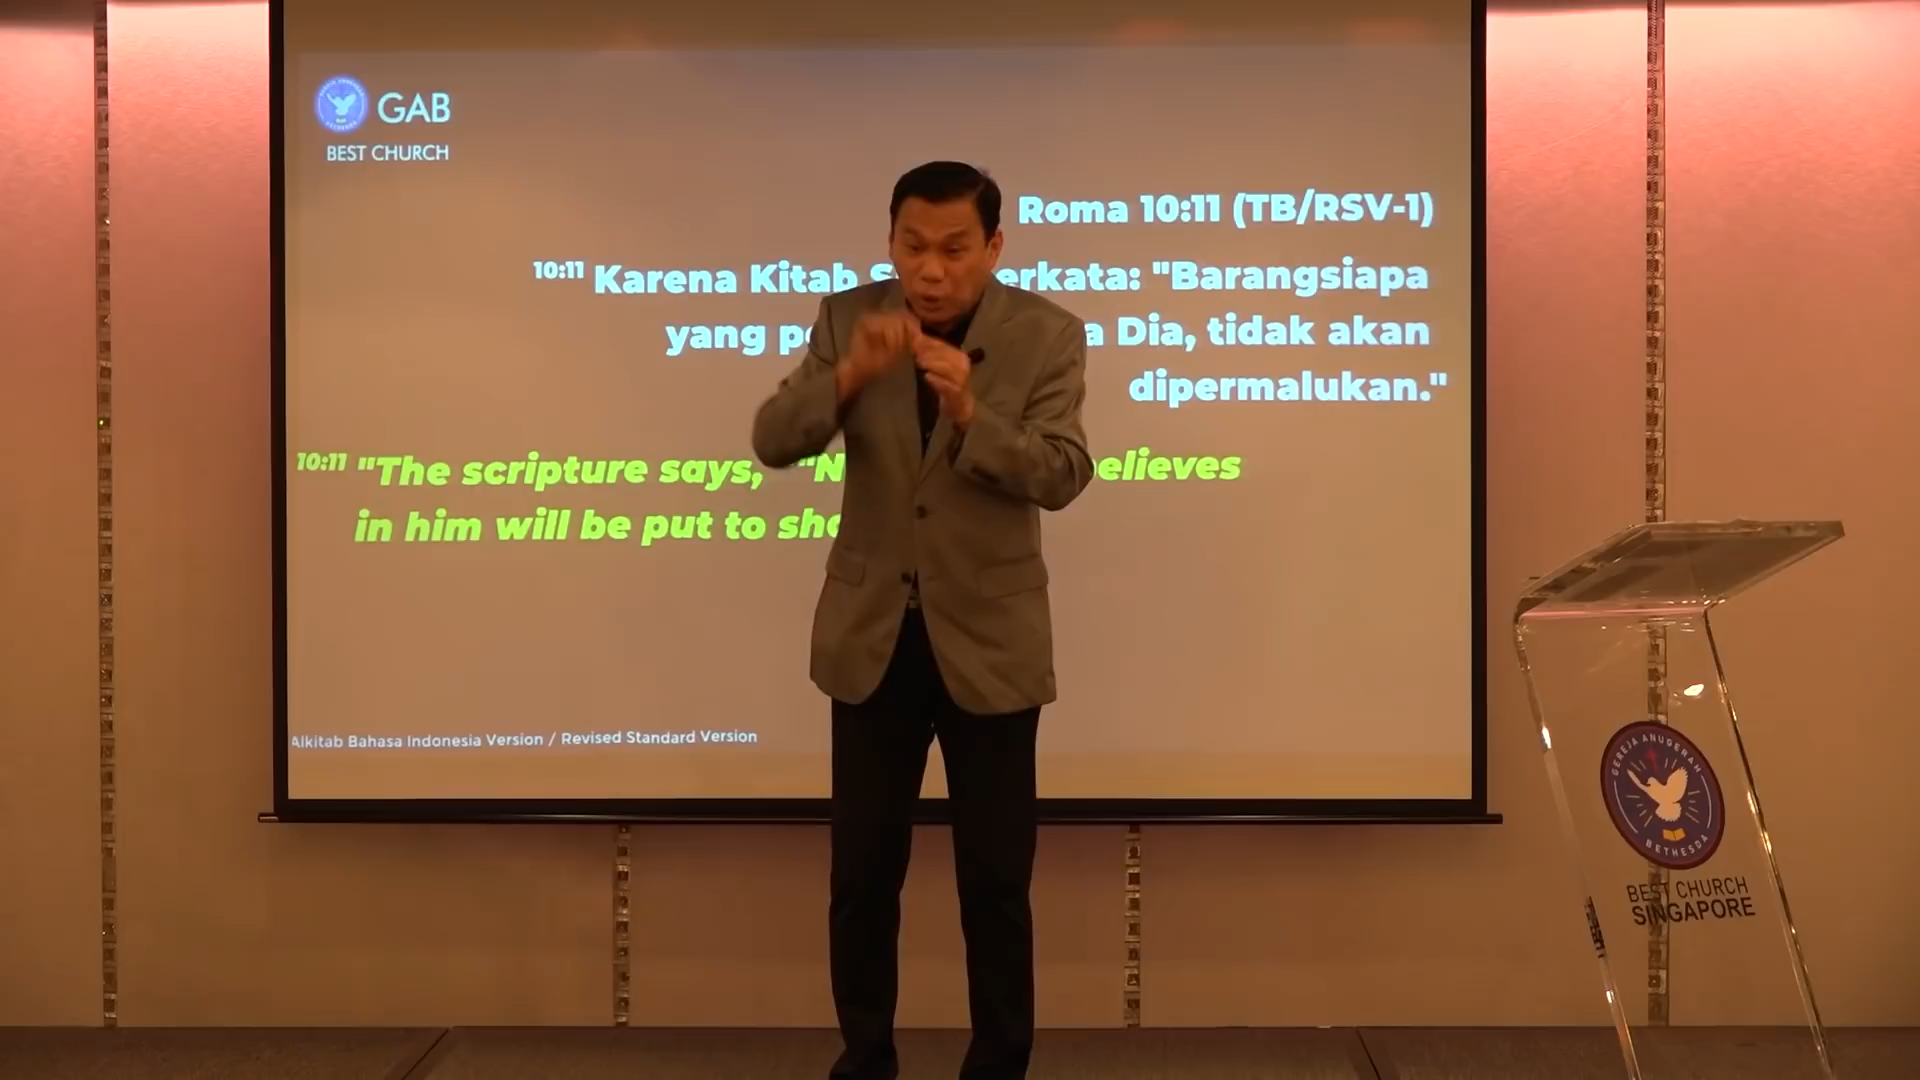 GAB
BEST CHURCH
Roma 10:11 (TB/RSV-1)
10:11 Karena Kitab erkata: "Barangsiapa
yang a Dia, tidak akan
dipermalukan."
10:11 "The scripture says, "N elieves
in him will be put to sha
Alkitab Bahasa Indonesia Version / Revised Standard Version
GEREJA ANUGERAH
BETHESDA
BEST CHURCH
SINGAPORE